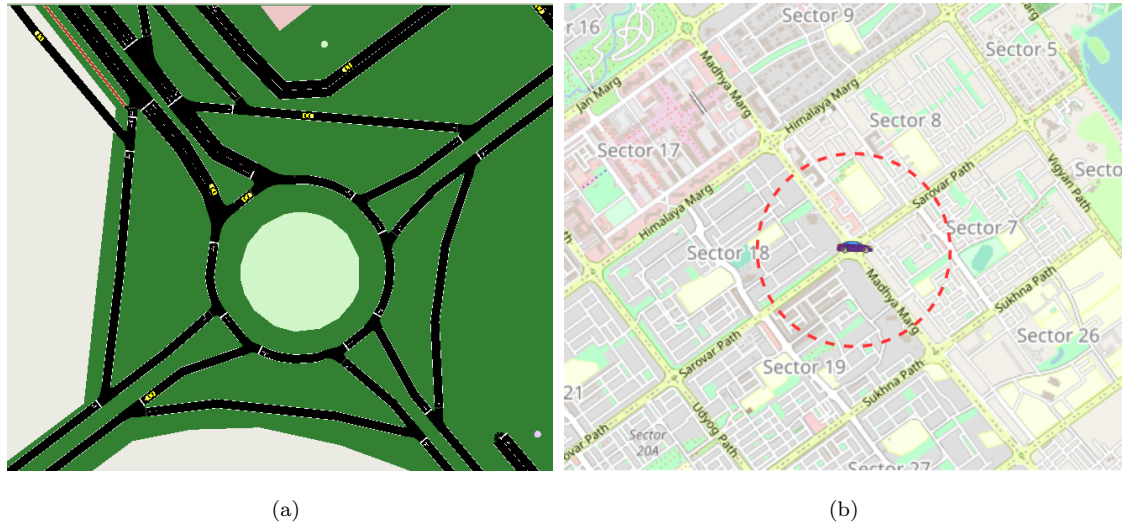 16
Sector 9
Sector 5
Jan Marg
Madhya Marg
Himalaya Marg
Sector 8
Sector 17
Sarovar Path
Vigyan Path
Secto
Himalaya Marg
Sector 18
Sector 7
Madhya Marg
Sukhna Path
Sector 26
Sarovar Path
Sector 19
Sukhna Path
21
Udyog Path
Sector
20A
ovar Path
Sector 27
(a)
(b)